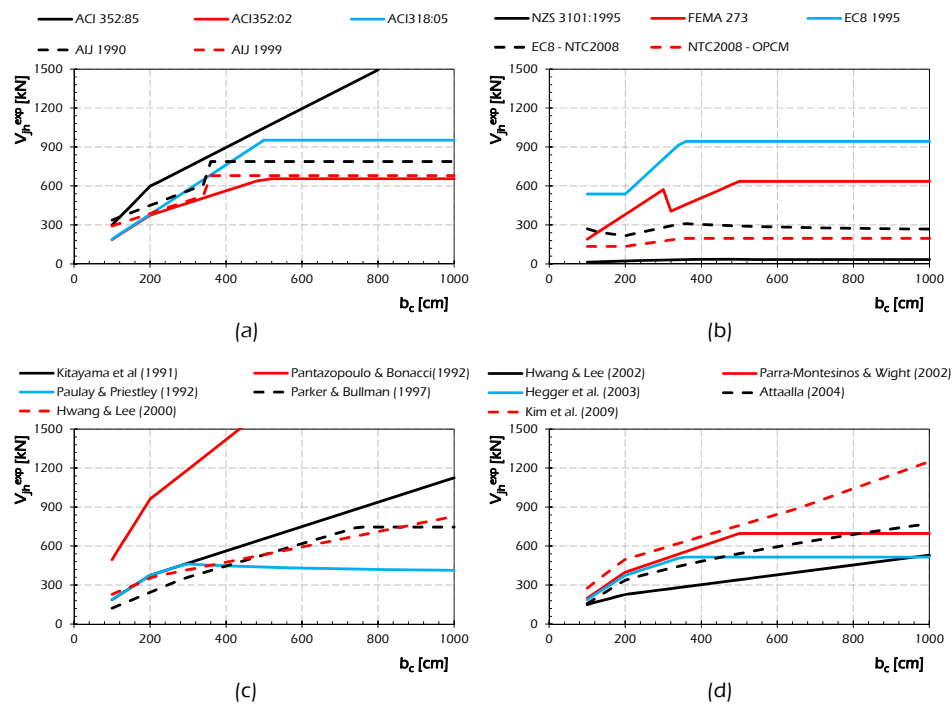 ACI 352:85 ACI352:02 ACI318:05
AIJ 1990 AIJ 1999
V_jh^exp [kN]
1500
1200
900
600
300
0
0 200 400 600 800 1000
b_c [cm]
(a)
NZS 3101:1995 FEMA 273 EC8 1995
EC8 - NTC2008 NTC2008 - OPCM
V_jh^exp [kN]
1500
1200
900
600
300
0
0 200 400 600 800 1000
b_c [cm]
(b)
Kitayama et al (1991) Pantazopoulo & Bonacci(1992)
Paulay & Priestley (1992) Parker & Bullman (1997)
Hwang & Lee (2000)
V_jh^exp [kN]
1500
1200
900
600
300
0
0 200 400 600 800 1000
b_c [cm]
(c)
Hwang & Lee (2002) Parra-Montesinos & Wight (2002)
Hegger et al. (2003) Attaalla (2004)
Kim et al. (2009)
V_jh^exp [kN]
1500
1200
900
600
300
0
0 200 400 600 800 1000
b_c [cm]
(d)